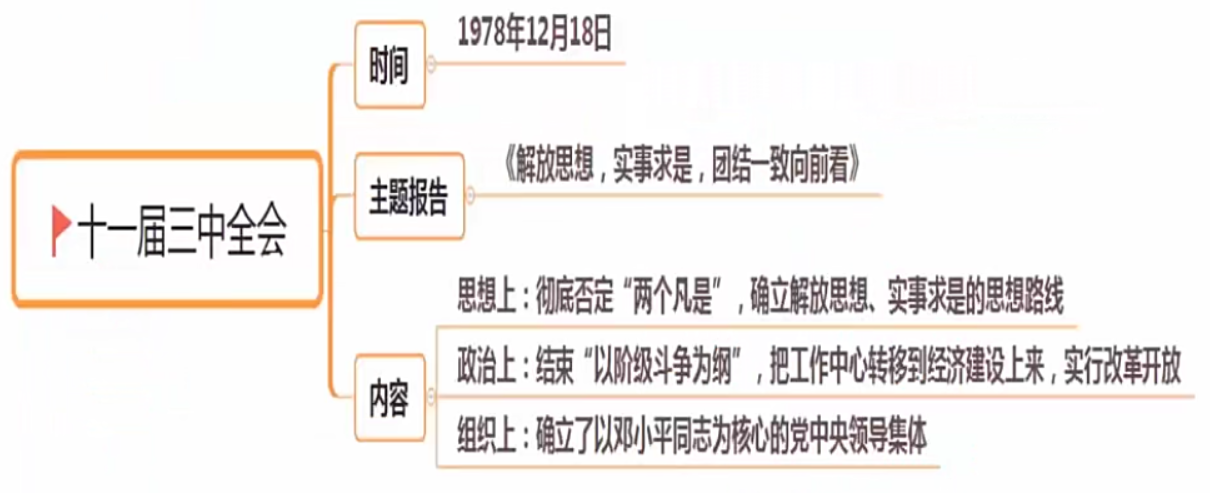 1978年12月18日
时间
《解放思想，实事求是，团结一致向前看》
主题报告
十一届三中全会
思想上：彻底否定“两个凡是”，确立解放思想、实事求是的思想路线
政治上：结束“以阶级斗争为纲”，把工作中心转移到经济建设上来，实行改革开放
内容
组织上：确立了以邓小平同志为核心的党中央领导集体